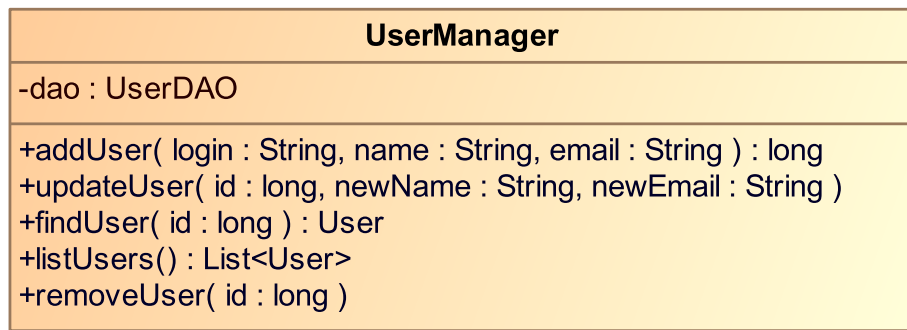 UserManager
-dao : UserDAO
+addUser( login : String, name : String, email : String ) : long
+updateUser( id : long, newName : String, newEmail : String )
+findUser( id : long ) : User
+listUsers() : List<User>
+removeUser( id : long )